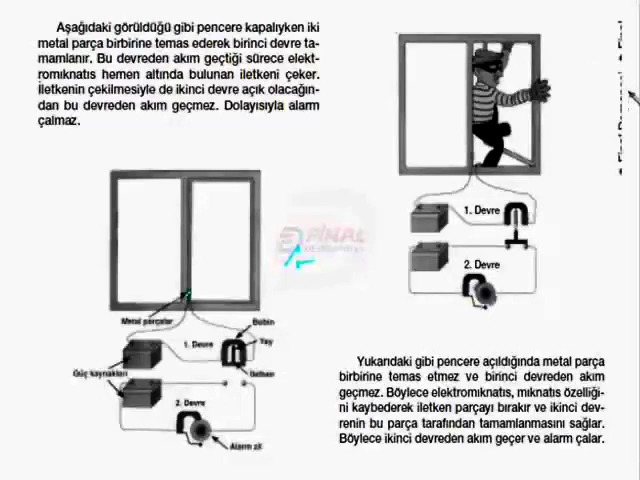 Aşağıdaki görüldüğü gibi pencere kapalıyken iki
metal parça birbirine temas ederek birinci devre ta-
mamlanır. Bu devreden akım geçtiği sürece elekt-
romıknatıs hemen altında bulunan iletkeni çeker.
İletkenin çekilmesiyle de ikinci devre açık olacağın-
dan bu devreden akım geçmez. Dolayısıyla alarm
çalmaz.
1. Devre
2. Devre
FİNAL
Metal parçalar
Bobin
1. Devre
Yay
Güç kaynakları
İletken
2. Devre
Alarm zili
Yukarıdaki gibi pencere açıldığında metal parça
birbirine temas etmez ve birinci devreden akım
geçmez. Böylece elektromıknatıs, mıknatıs özelliği-
ni kaybederek iletken parçayı bırakır ve ikinci dev-
renin bu parça tarafından tamamlanmasını sağlar.
Böylece ikinci devreden akım geçer ve alarm çalar.